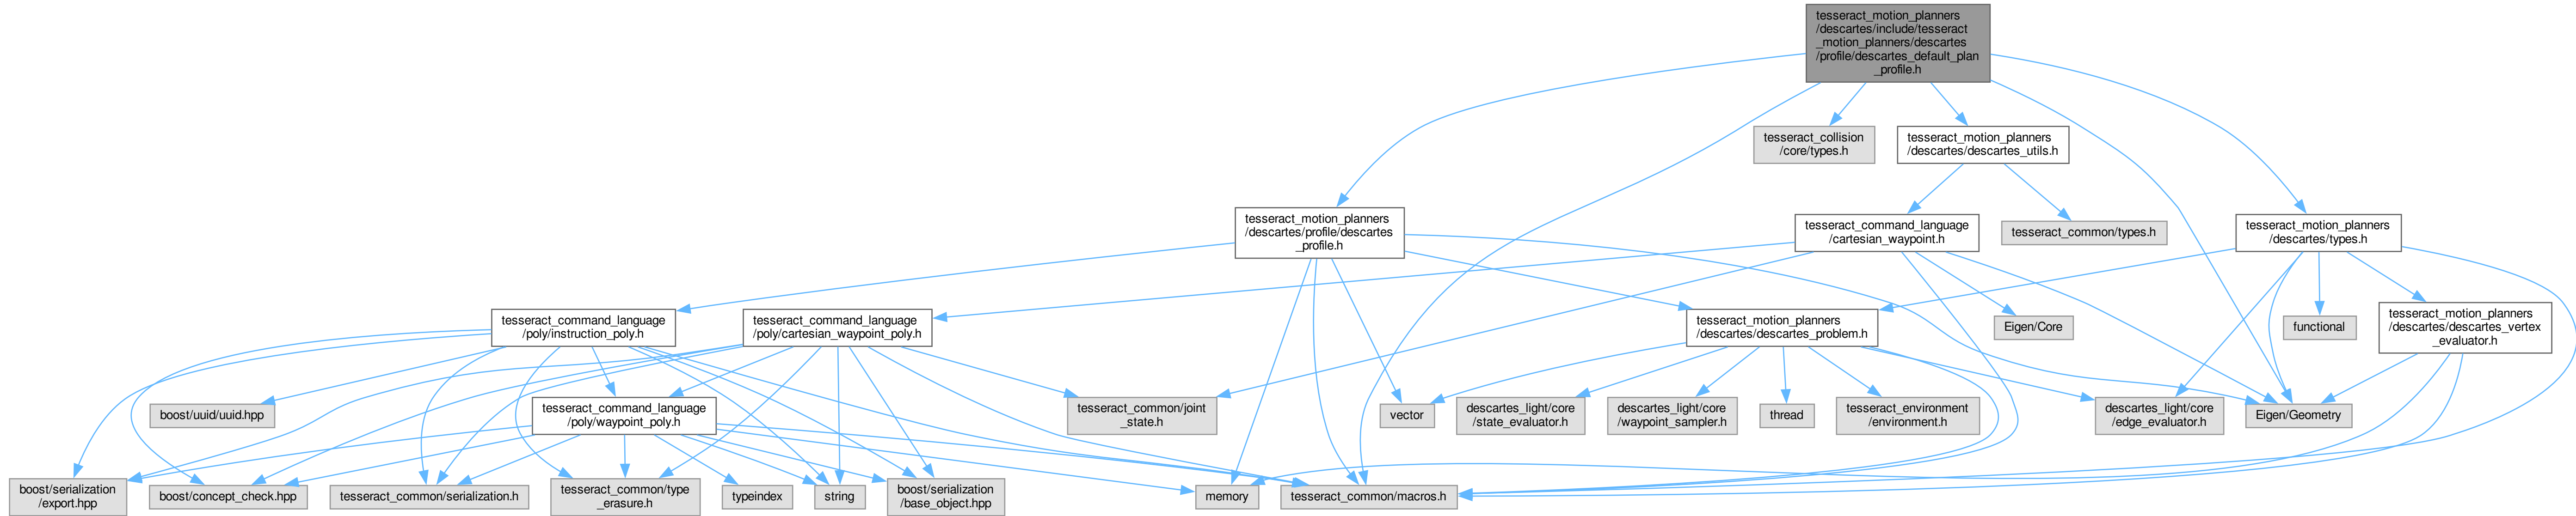 tesseract_motion_planners
/descartes/include/tesseract
_motion_planners/descartes
/profile/descartes_default_plan
_profile.h
tesseract_collision
/core/types.h
tesseract_motion_planners
/descartes/descartes_utils.h
tesseract_motion_planners
/descartes/profile/descartes
_profile.h
tesseract_command_language
/cartesian_waypoint.h
tesseract_common/types.h
tesseract_motion_planners
/descartes/types.h
tesseract_command_language
/poly/instruction_poly.h
tesseract_command_language
/poly/cartesian_waypoint_poly.h
tesseract_motion_planners
/descartes/descartes_problem.h
Eigen/Core
functional
tesseract_motion_planners
/descartes/descartes_vertex
_evaluator.h
boost/uuid/uuid.hpp
tesseract_command_language
/poly/waypoint_poly.h
tesseract_common/joint
_state.h
vector
descartes_light/core
/state_evaluator.h
descartes_light/core
/waypoint_sampler.h
thread
tesseract_environment
/environment.h
descartes_light/core
/edge_evaluator.h
Eigen/Geometry
boost/serialization
/export.hpp
boost/concept_check.hpp
tesseract_common/serialization.h
tesseract_common/type
_erasure.h
typeindex
string
boost/serialization
/base_object.hpp
memory
tesseract_common/macros.h